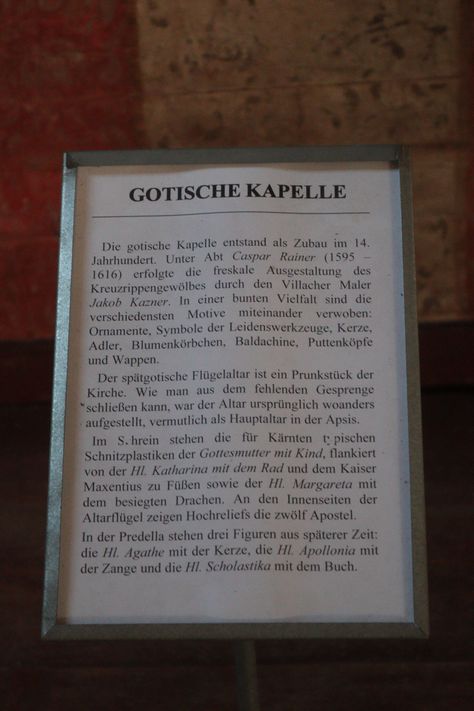 GOTISCHE KAPELLE
Die gotische Kapelle entstand als Zubau im 14.
Jahrhundert. Unter Abt Caspar Rainer (1595 –
1616) erfolgte die freskale Ausgestaltung des
Kreuzrippengewölbes durch den Villacher Maler
Jakob Kazner. In einer bunten Vielfalt sind die
verschiedensten Motive miteinander verwoben:
Ornamente, Symbole der Leidenswerkzeuge, Kerze,
Adler, Blumenkörbchen, Baldachine, Puttenköpfe
und Wappen.
Der spätgotische Flügelaltar ist ein Prunkstück der
Kirche. Wie man aus dem fehlenden Gesprenge
schließen kann, war der Altar ursprünglich woanders
aufgestellt, vermutlich als Hauptaltar in der Apsis.
Im S.hrein stehen die für Kärnten typischen
Schnitzplastiken der Gottesmutter mit Kind, flankiert
von der Hl. Katharina mit dem Rad und dem Kaiser
Maxentius zu Füßen sowie der Hl. Margareta mit
dem besiegten Drachen. An den Innenseiten der
Altarflügel zeigen Hochreliefs die zwölf Apostel.
In der Predella stehen drei Figuren aus späterer Zeit:
die Hl. Agathe mit der Kerze, die Hl. Apollonia mit
der Zange und die Hl. Scholastika mit dem Buch.